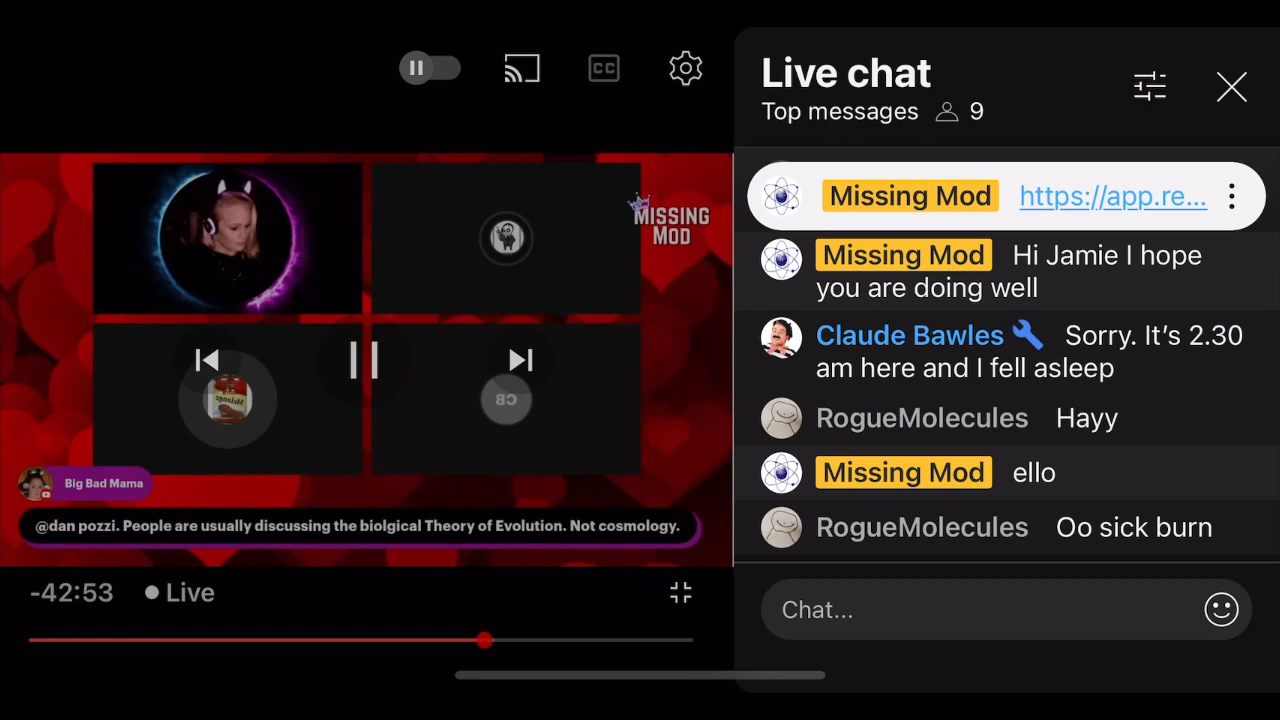 CC
Live chat
Top messages 9
Missing Mod https://app.re...
Missing Mod Hi Jamie I hope
you are doing well
Claude Bawles Sorry. It's 2.30
am here and I fell asleep
RogueMolecules Hayy
Missing Mod ello
RogueMolecules Oo sick burn
Chat...
MISSING
MOD
CB
Big Bad Mama
@dan pozzi. People are usually discussing the biolgical Theory of Evolution. Not cosmology.
-42:53 Live